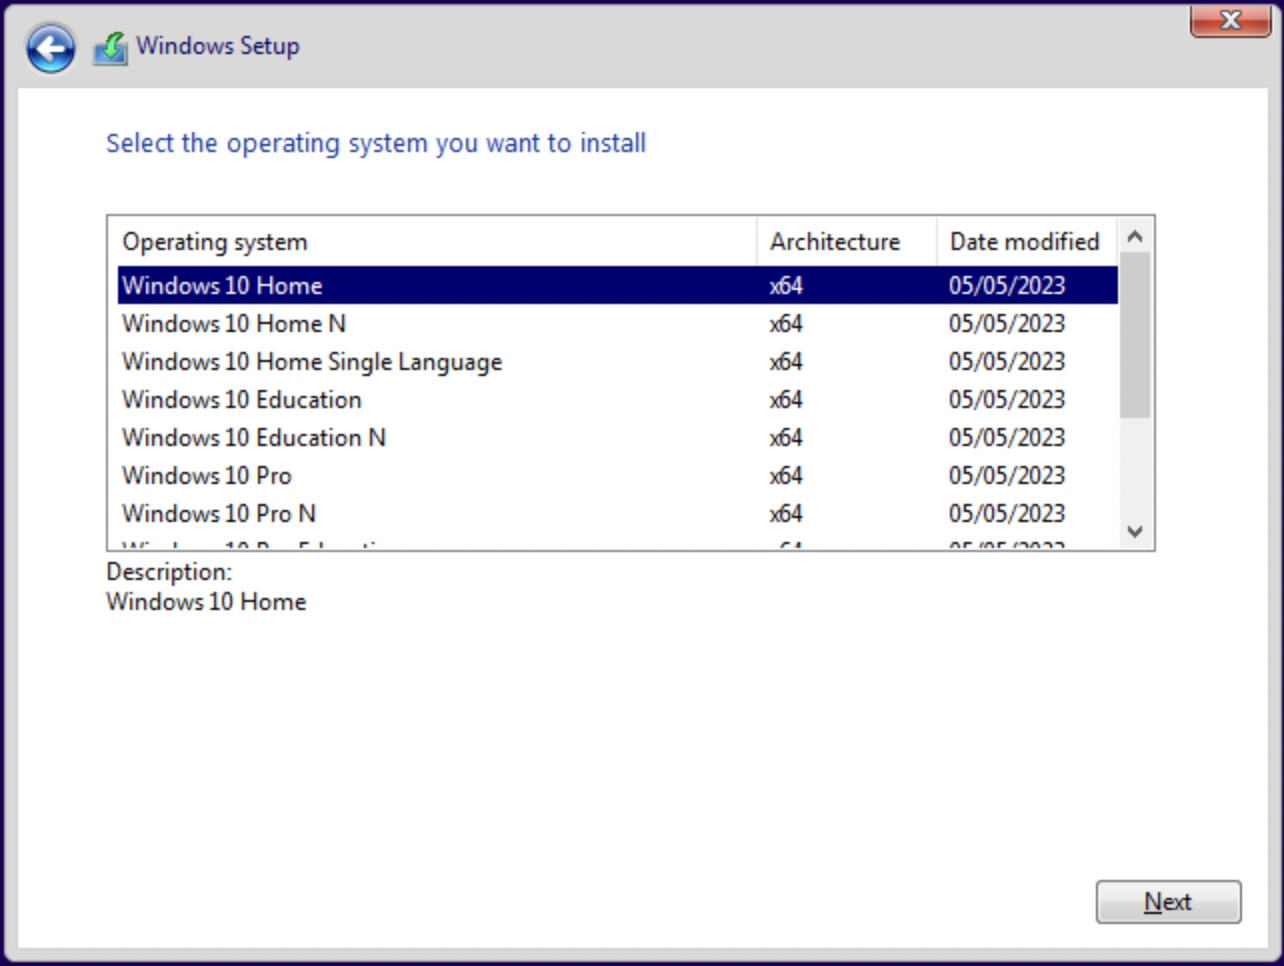 Windows Setup
Select the operating system you want to install
Operating system Architecture Date modified
Windows 10 Home x64 05/05/2023
Windows 10 Home N x64 05/05/2023
Windows 10 Home Single Language x64 05/05/2023
Windows 10 Education x64 05/05/2023
Windows 10 Education N x64 05/05/2023
Windows 10 Pro x64 05/05/2023
Windows 10 Pro N x64 05/05/2023
Description:
Windows 10 Home
Next